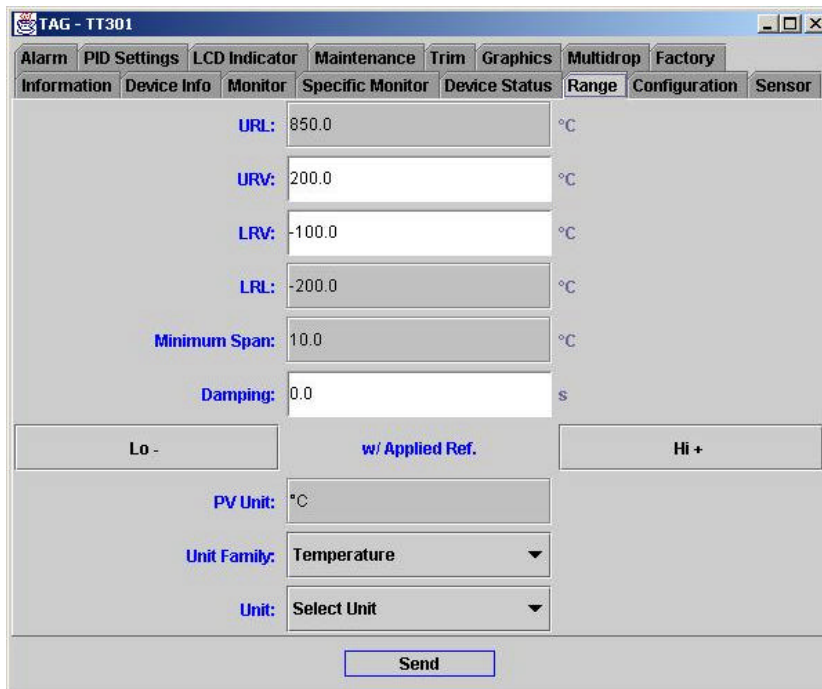 TAG - TT301
Alarm PID Settings LCD Indicator Maintenance Trim Graphics Multidrop Factory
Information Device Info Monitor Specific Monitor Device Status Range Configuration Sensor
URL: 850.0 °C
URV: 200.0 °C
LRV: -100.0 °C
LRL: -200.0 °C
Minimum Span: 10.0 °C
Damping: 0.0 s
Lo - w/ Applied Ref. Hi +
PV Unit: °C
Unit Family: Temperature
Unit: Select Unit
Send